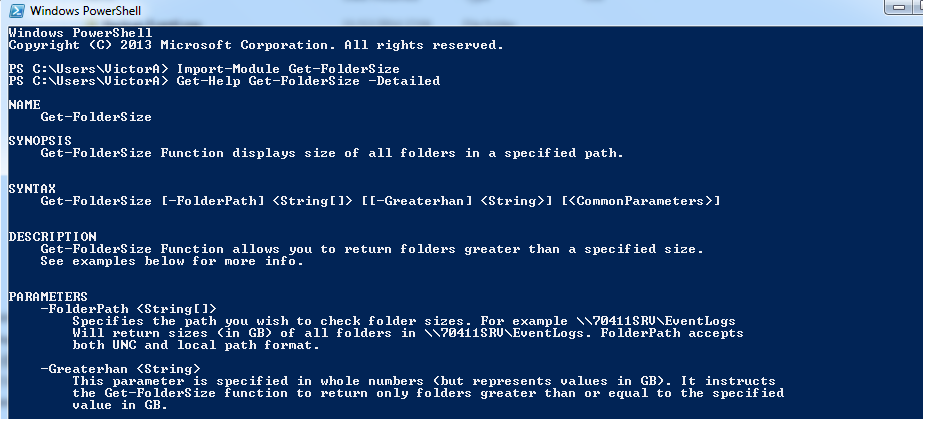 Windows PowerShell
Windows PowerShell
Copyright (C) 2013 Microsoft Corporation. All rights reserved.
PS C:\Users\VictorA> Import-Module Get-FolderSize
PS C:\Users\VictorA> Get-Help Get-FolderSize -Detailed
NAME
Get-FolderSize
SYNOPSIS
Get-FolderSize Function displays size of all folders in a specified path.
SYNTAX
Get-FolderSize [-FolderPath] <String[]> [[-Greaterhan] <String>] [<CommonParameters>]
DESCRIPTION
Get-FolderSize Function allows you to return folders greater than a specified size.
See examples below for more info.
PARAMETERS
-FolderPath <String[]>
Specifies the path you wish to check folder sizes. For example \\70411SRV\EventLogs
Will return sizes (in GB) of all folders in \\70411SRV\EventLogs. FolderPath accepts
both UNC and local path format.
-Greaterhan <String>
This parameter is specified in whole numbers (but represents values in GB). It instructs
the Get-FolderSize function to return only folders greater than or equal to the specified
value in GB.